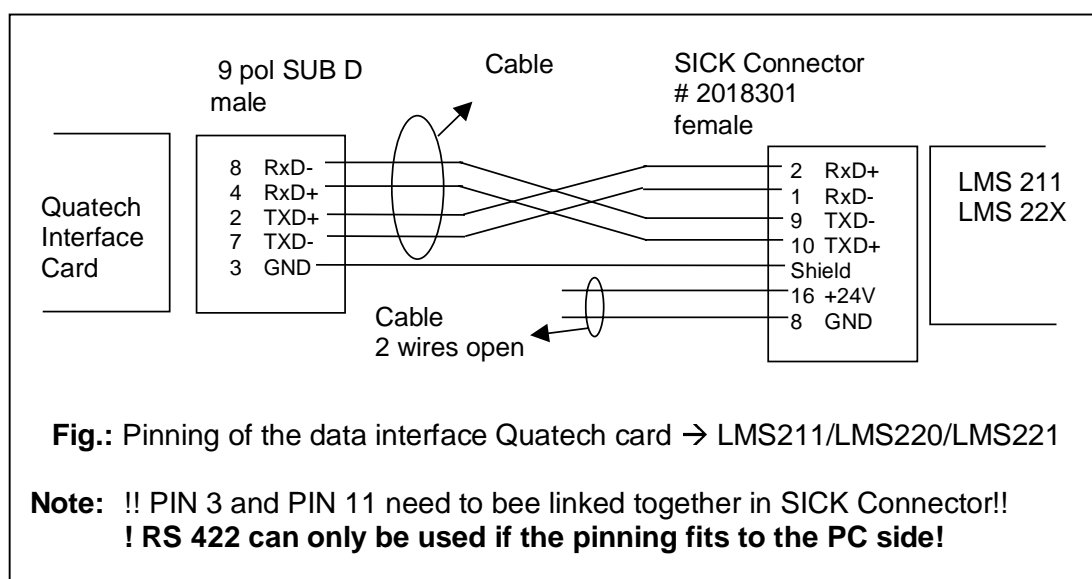 9 pol SUB D
male
Cable
SICK Connector
# 2018301
female
Quatech
Interface
Card
8 RxD-
4 RxD+
2 TXD+
7 TXD-
3 GND
2 RxD+
1 RxD-
9 TXD-
10 TXD+
Shield
16 +24V
8 GND
LMS 211
LMS 22X
Cable
2 wires open
Fig.: Pinning of the data interface Quatech card → LMS211/LMS220/LMS221
Note: !! PIN 3 and PIN 11 need to bee linked together in SICK Connector!!
! RS 422 can only be used if the pinning fits to the PC side!